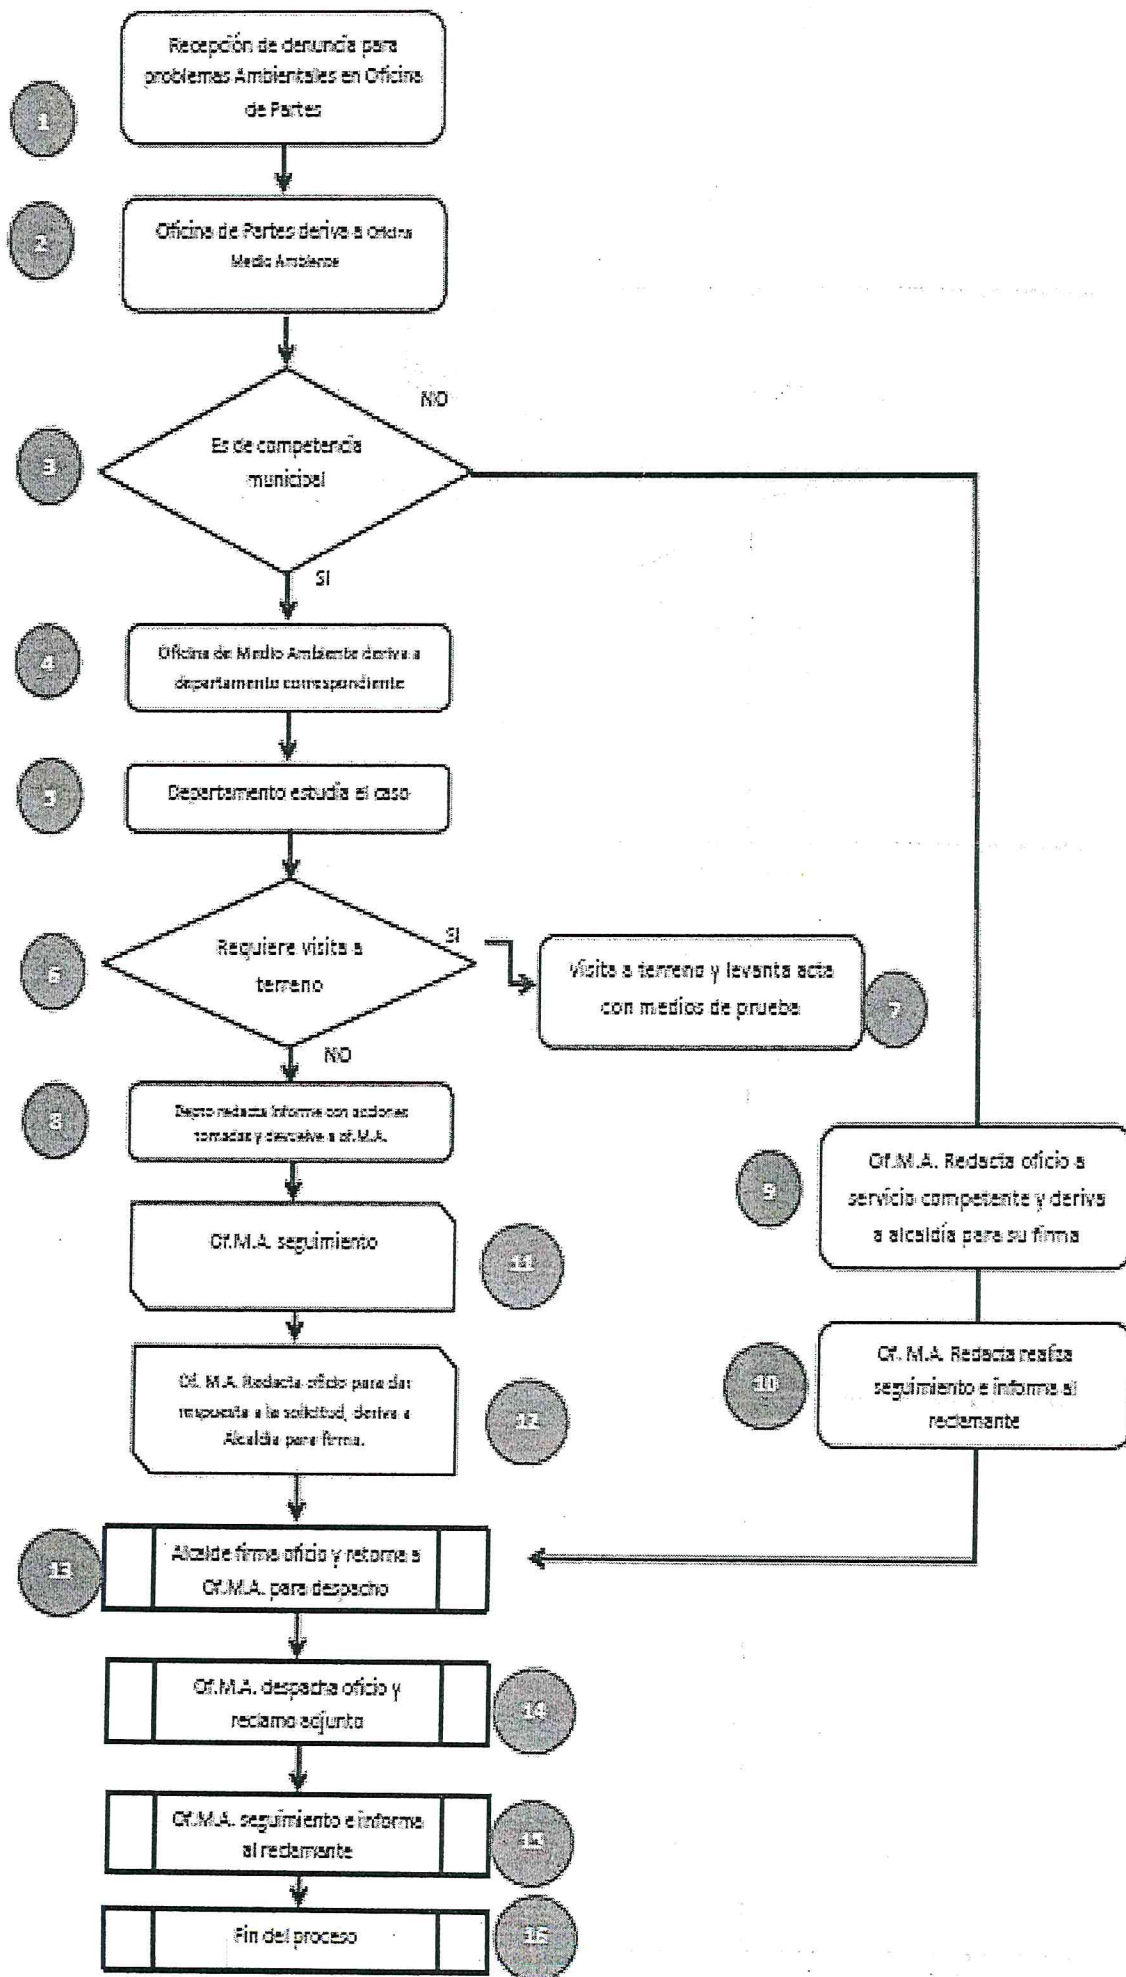 Recepción de denuncia para
problemas Ambientales en Oficina
de Partes
1
Oficina de Partes deriva a Oficina
Medio Ambiente
2
NO
Es de competencia
municipal
3
SI
Oficina de Medio Ambiente deriva a
departamento correspondiente
4
Departamento estudia el caso
5
Requiere visita a
terreno
6
SI
Visita a terreno y levanta acta
con medios de prueba
7
NO
Depto redacta informe con acciones
tomadas y devuelve a of.M.A.
8
Of.M.A. Redacta oficio a
servicio competente y deriva
a alcaldía para su firma
9
Of. M.A. Redacta realiza
seguimiento e informa al
reclamante
10
Of.M.A. seguimiento
11
Of. M.A. Redacta oficio para dar
respuesta a la solicitud, deriva a
Alcaldia para firma.
12
Alcalde firma oficio y retorna a
Of.M.A. para despacho
13
Of.M.A. despacha oficio y
reclamo adjunto
14
Of.M.A. seguimiento e informa
al reclamante
15
Fin del proceso
16